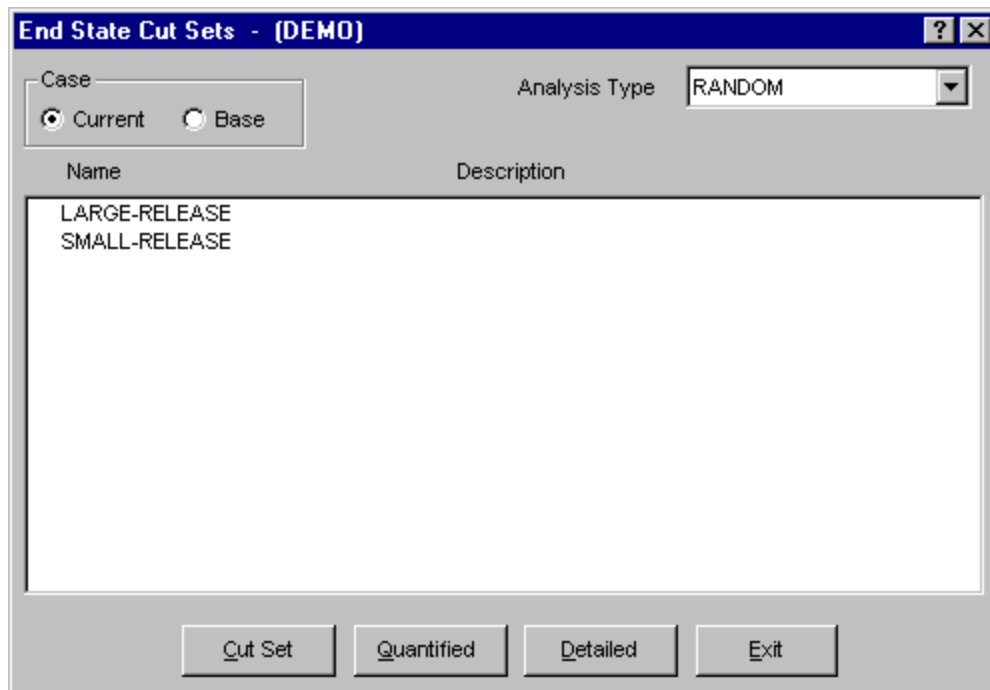 End State Cut Sets - (DEMO)
Case
Analysis Type RANDOM
Current Base
Name Description
LARGE-RELEASE
SMALL-RELEASE
Cut Set Quantified Detailed Exit